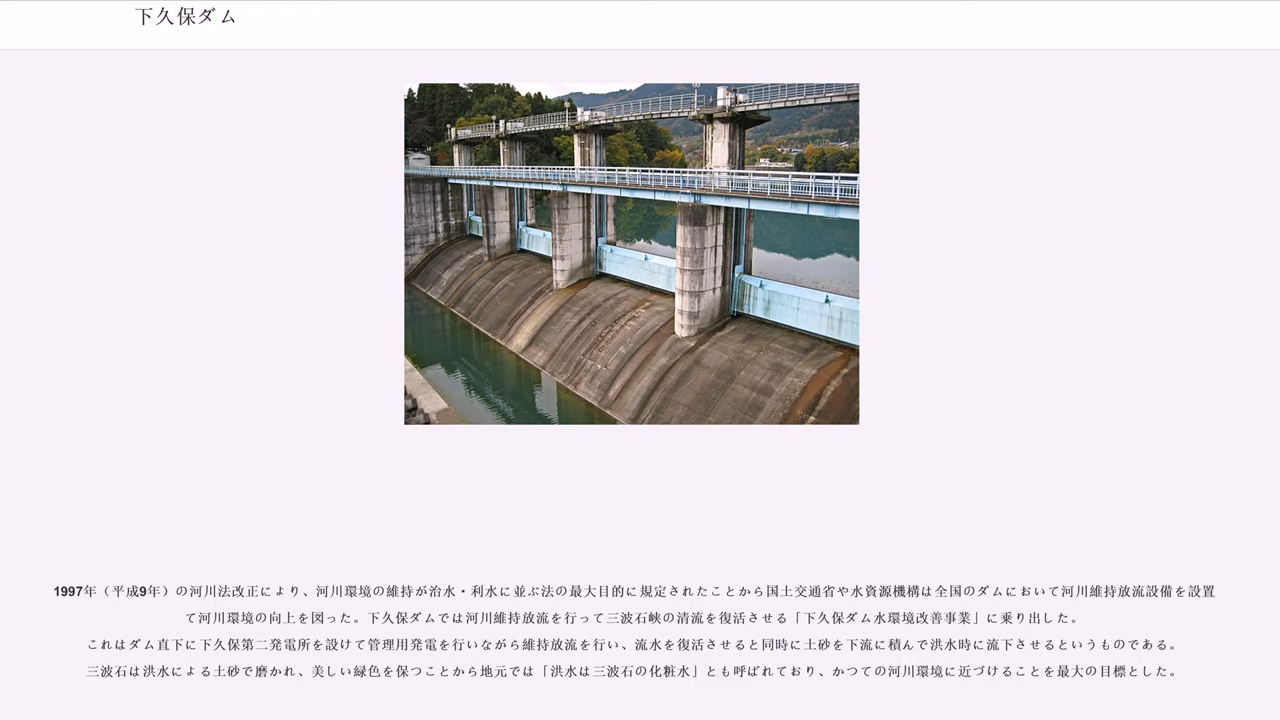 下久保ダム
1997年（平成9年）の河川法改正により、河川環境の維持が治水・利水に並ぶ法の最大目的に規定されたことから国土交通省や水資源機構は全国のダムにおいて河川維持放流設備を設置
て河川環境の向上を図った。下久保ダムでは河川維持放流を行って三波石峡の清流を復活させる「下久保ダム水環境改善事業」に乗り出した。
これはダム直下に下久保第二発電所を設けて管理用発電を行いながら維持放流を行い、流水を復活させると同時に土砂を下流に積んで洪水時に流下させるというものである。
三波石は洪水による土砂で磨かれ、美しい緑色を保つことから地元では「洪水は三波石の化粧水」とも呼ばれており、かつての河川環境に近づけることを最大の目標とした。